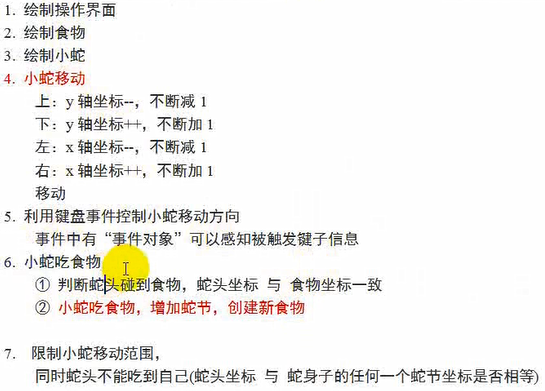 1. 绘制操作界面
2. 绘制食物
3. 绘制小蛇
4. 小蛇移动
上：y 轴坐标--，不断减 1
下：y 轴坐标++，不断加 1
左：x 轴坐标--，不断减 1
右：x 轴坐标++，不断加 1
移动
5. 利用键盘事件控制小蛇移动方向
事件中有“事件对象”可以感知被触发键子信息
6. 小蛇吃食物
① 判断蛇头碰到食物，蛇头坐标 与 食物坐标一致
② 小蛇吃食物，增加蛇节，创建新食物
7. 限制小蛇移动范围，
同时蛇头不能吃到自己(蛇头坐标 与 蛇身子的任何一个蛇节坐标是否相等)